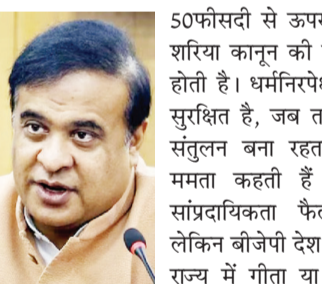 50फीसदी से ऊपर
शरिया कानून की
होती है। धर्मनिरपे
सुरक्षित है, जब त
संतुलन बना रहत
ममता कहती हैं
सांप्रदायिकता फै
लेकिन बीजेपी देश
राज्य में गीता या